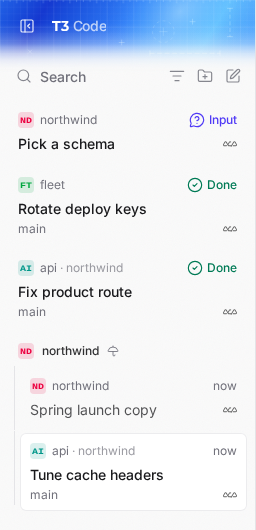 T3 Code
Search
ND northwind Input
Pick a schema
FT fleet Done
Rotate deploy keys
main
AI api · northwind Done
Fix product route
main
ND northwind
ND northwind now
Spring launch copy
AI api · northwind now
Tune cache headers
main